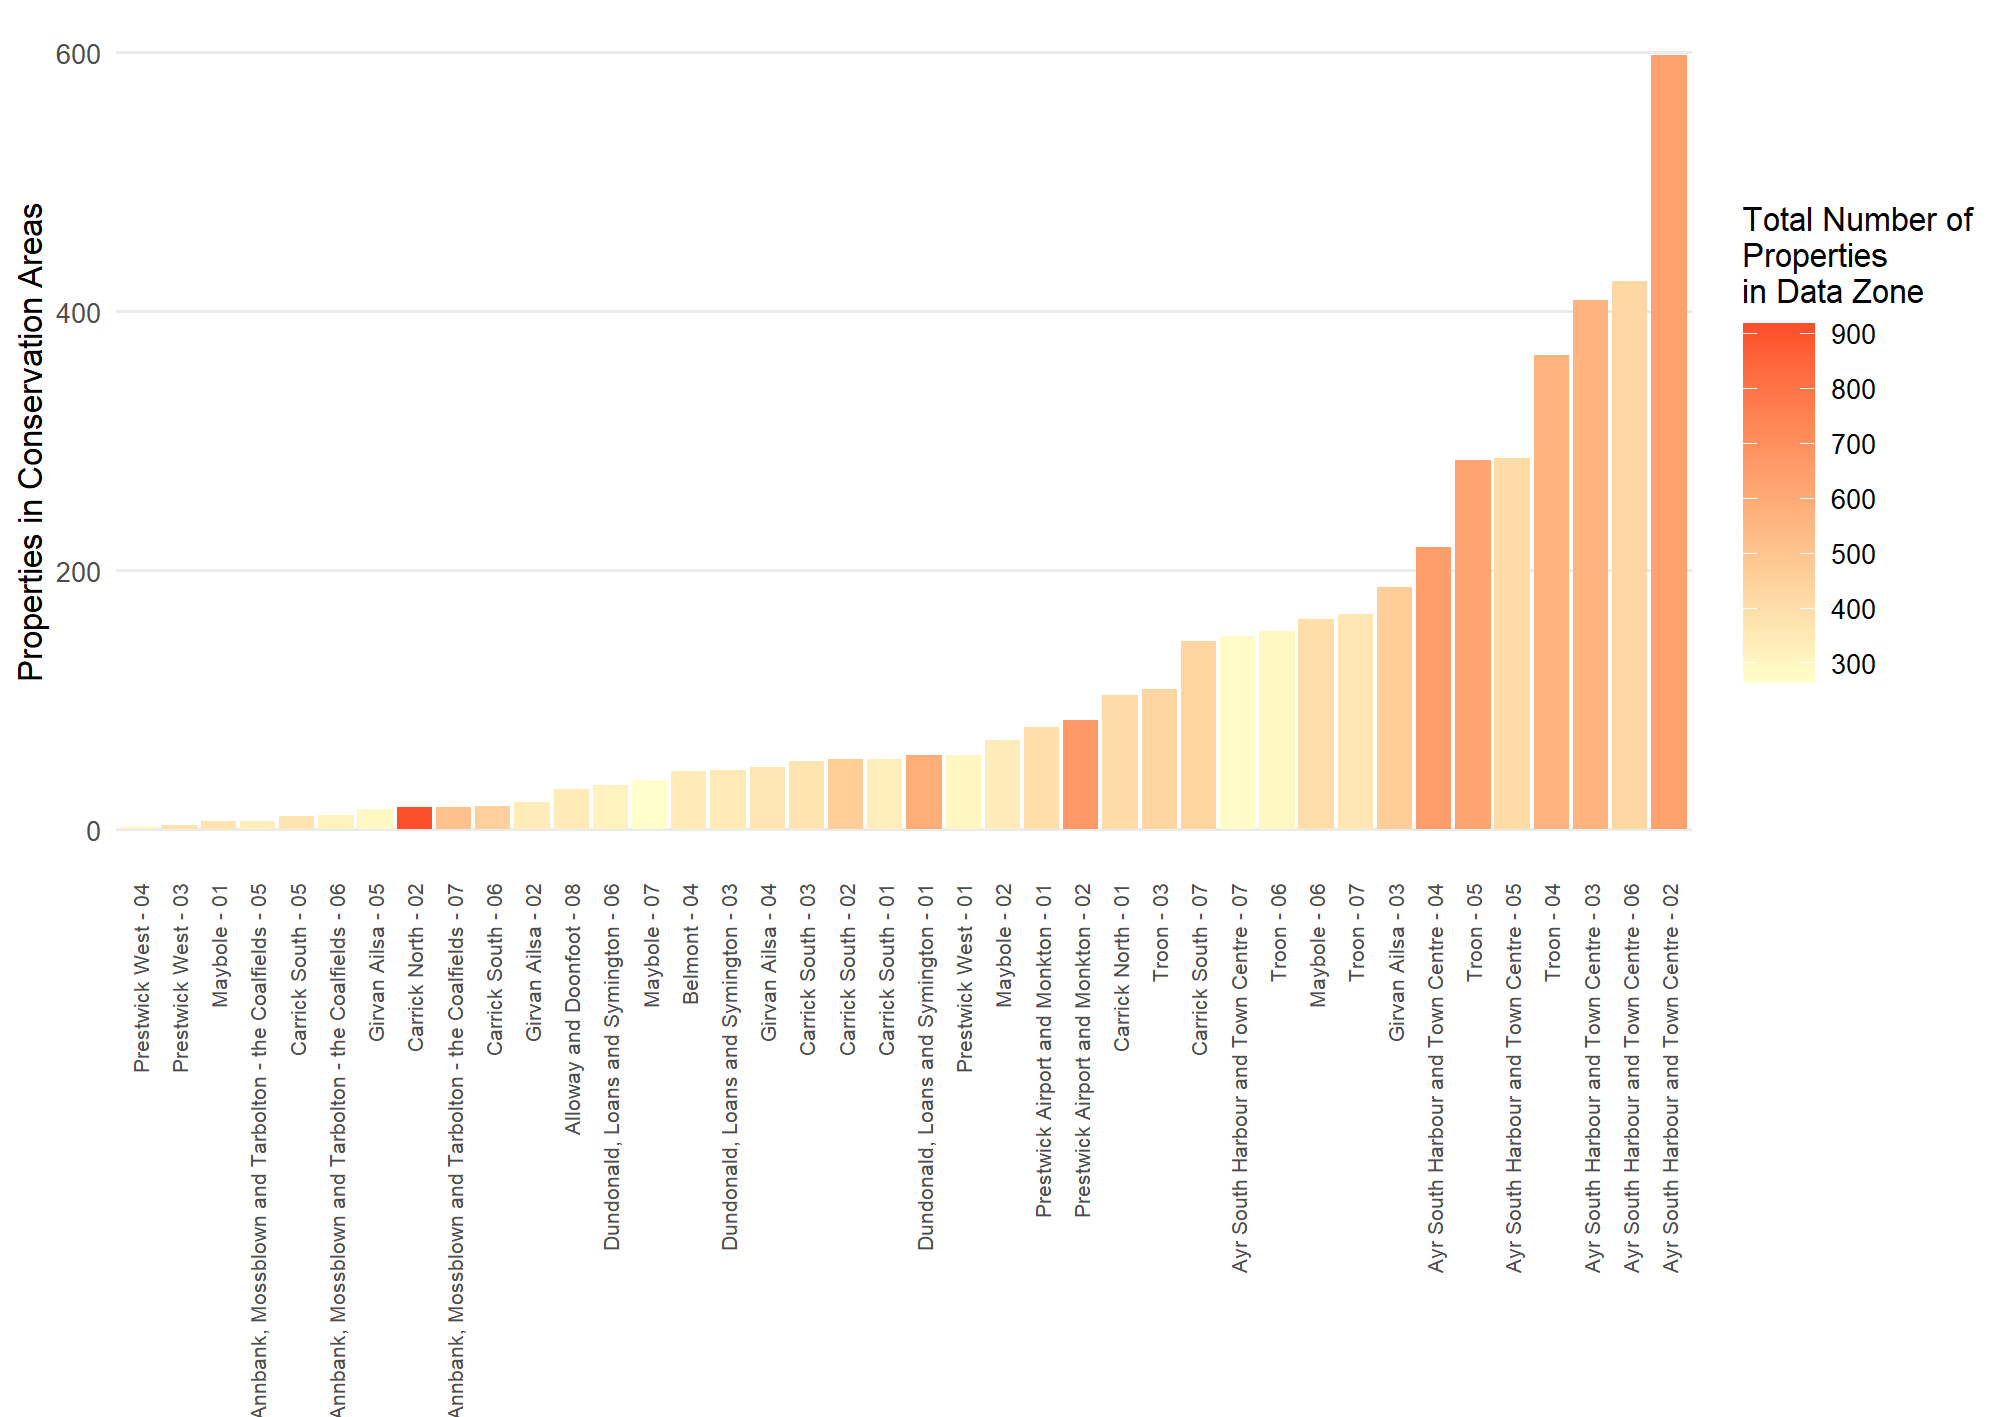 600
400
200
0
Properties in Conservation Areas
Total Number of
Properties
in Data Zone
900
800
700
600
500
400
300
Prestwick West - 04
Prestwick West - 03
Maybole - 01
Annbank, Mossblown and Tarbolton - the Coalfields - 05
Carrick South - 05
Annbank, Mossblown and Tarbolton - the Coalfields - 06
Girvan Ailsa - 05
Carrick North - 02
Annbank, Mossblown and Tarbolton - the Coalfields - 07
Carrick South - 06
Girvan Ailsa - 02
Alloway and Doonfoot - 08
Dundonald, Loans and Symington - 06
Maybole - 07
Belmont - 04
Dundonald, Loans and Symington - 03
Girvan Ailsa - 04
Carrick South - 03
Carrick South - 02
Carrick South - 01
Dundonald, Loans and Symington - 01
Prestwick West - 01
Maybole - 02
Prestwick Airport and Monkton - 01
Prestwick Airport and Monkton - 02
Carrick North - 01
Troon - 03
Carrick South - 07
Ayr South Harbour and Town Centre - 07
Troon - 06
Maybole - 06
Troon - 07
Girvan Ailsa - 03
Ayr South Harbour and Town Centre - 04
Troon - 05
Ayr South Harbour and Town Centre - 05
Troon - 04
Ayr South Harbour and Town Centre - 03
Ayr South Harbour and Town Centre - 06
Ayr South Harbour and Town Centre - 02